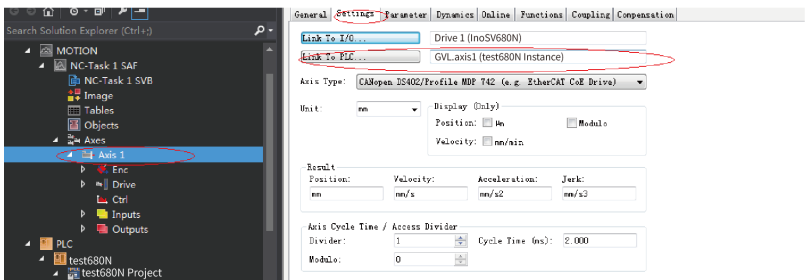 Search Solution Explorer (Ctrl+;)
MOTION
NC-Task 1 SAF
NC-Task 1 SVB
Image
Tables
Objects
Axes
Axis 1
Enc
Drive
Ctrl
Inputs
Outputs
PLC
test680N
test680N Project
General Settings Parameter Dynamics Online Functions Coupling Compensation
Link To I/O... Drive 1 (InoSV680N)
Link To PLC... GVL.axis1 (test680N Instance)
Axis Type: CANopen DS402/Profile MDP 742 (e.g. EtherCAT CoE Drive)
Unit: mm Display (Only)
Position: µm Modulo
Velocity: mm/min
Result
Position: Velocity: Acceleration: Jerk:
mm mm/s mm/s2 mm/s3
Axis Cycle Time / Access Divider
Divider: 1 Cycle Time (ms): 2.000
Modulo: 0